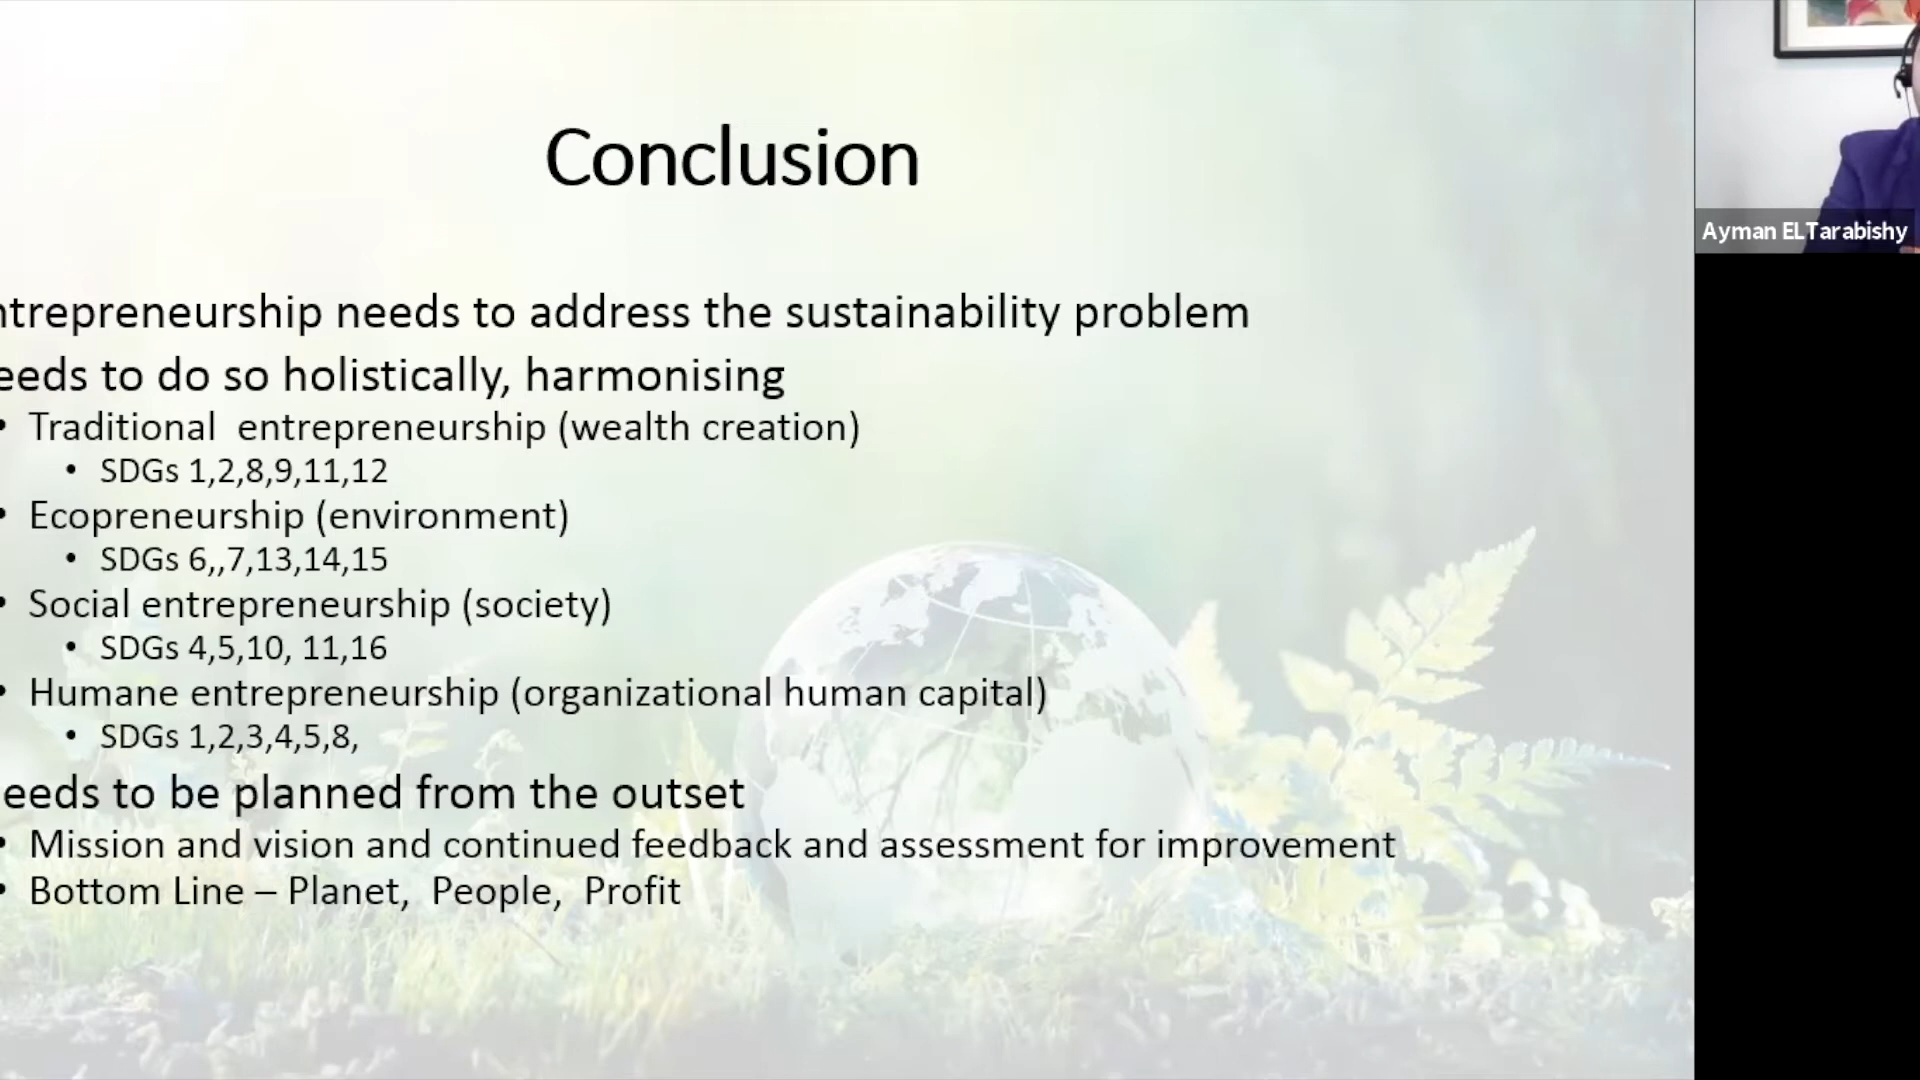 Conclusion
Ayman ELTarabishy
ntrepreneurship needs to address the sustainability problem
eeds to do so holistically, harmonising
• Traditional  entrepreneurship (wealth creation)
• SDGs 1,2,8,9,11,12
• Ecopreneurship (environment)
• SDGs 6,,7,13,14,15
• Social entrepreneurship (society)
• SDGs 4,5,10, 11,16
• Humane entrepreneurship (organizational human capital)
• SDGs 1,2,3,4,5,8,
eeds to be planned from the outset
• Mission and vision and continued feedback and assessment for improvement
• Bottom Line – Planet,  People,  Profit